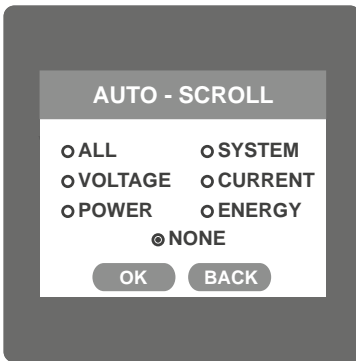 AUTO - SCROLL
ALL SYSTEM
VOLTAGE CURRENT
POWER ENERGY
NONE
OK BACK